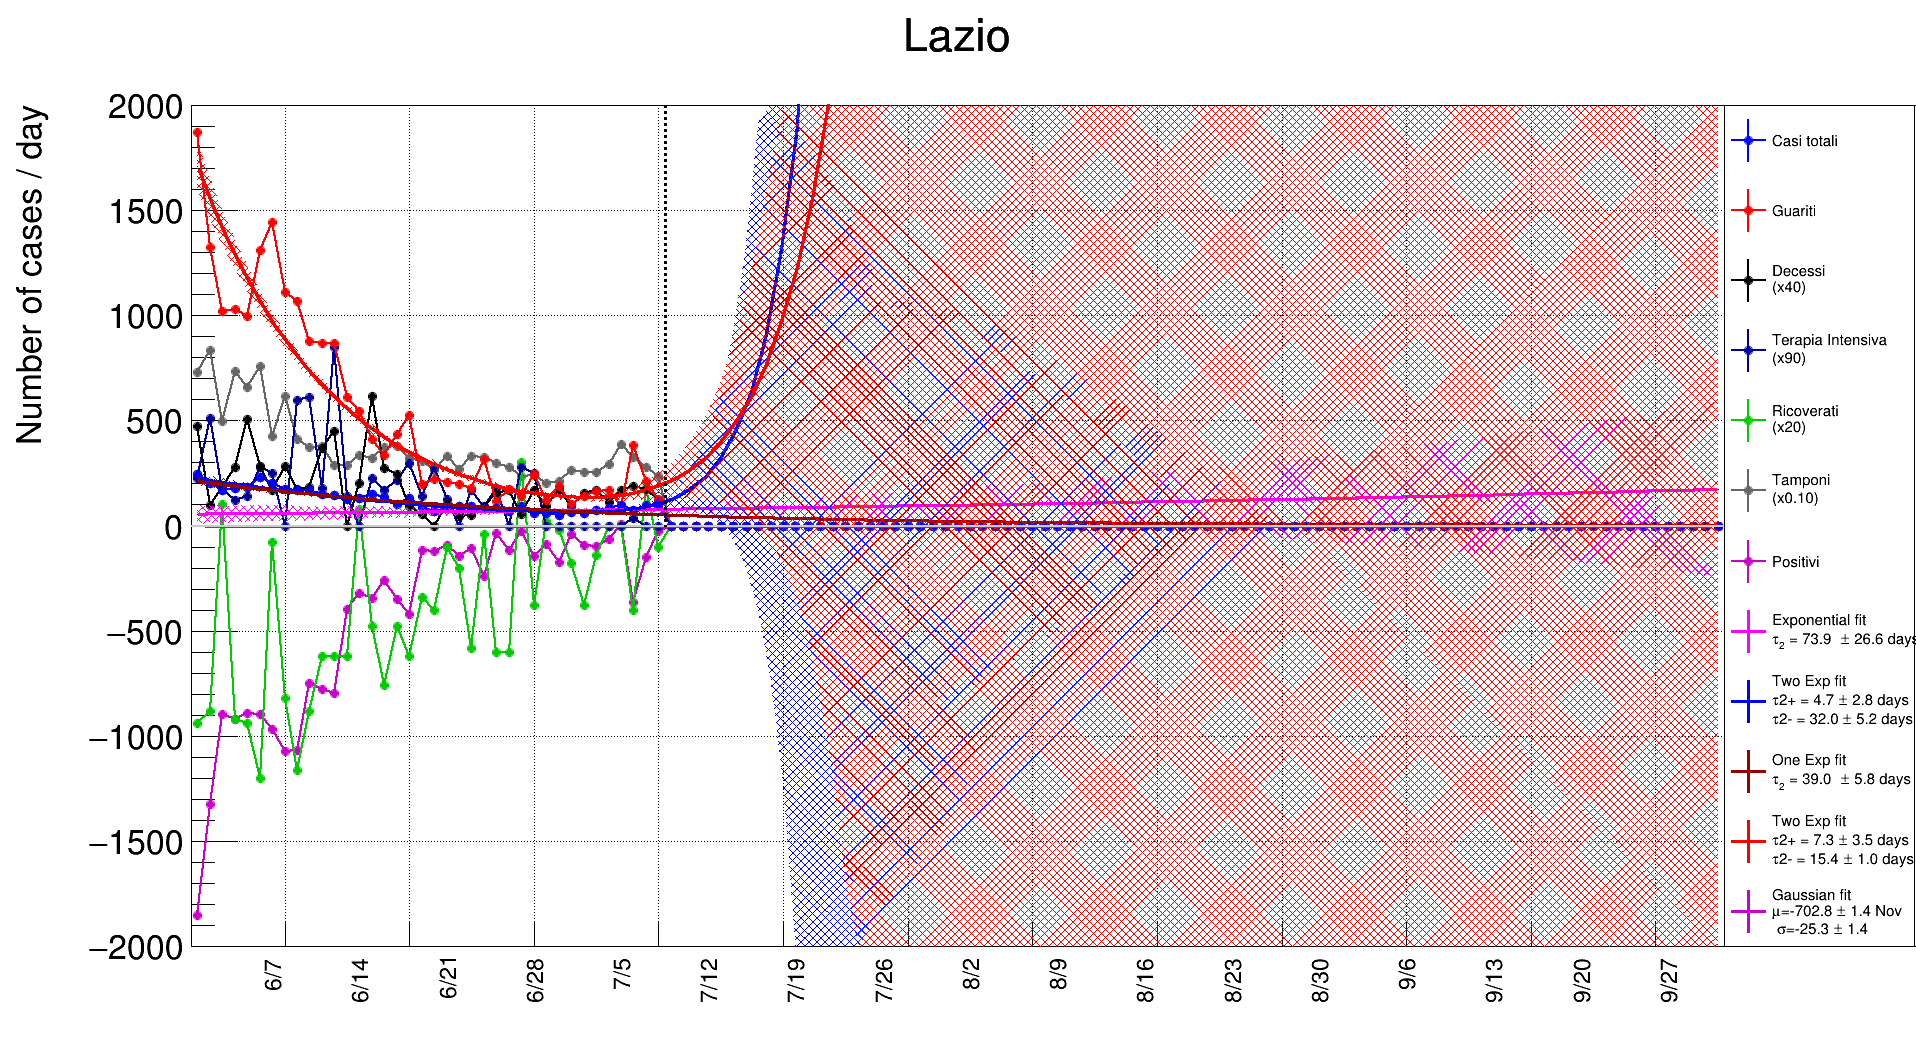 Lazio
Number of cases / day
2000
1500
1000
500
0
−500
−1000
−1500
−2000
6/7
6/14
6/21
6/28
7/5
7/12
7/19
7/26
8/2
8/9
8/16
8/23
8/30
9/6
9/13
9/20
9/27
Casi totali
Guariti
Decessi
(x40)
Terapia Intensiva
(x90)
Ricoverati
(x20)
Tamponi
(x0.10)
Positivi
Exponential fit
τ2 = 73.9 ± 26.6 days
Two Exp fit
τ2+ = 4.7 ± 2.8 days
τ2- = 32.0 ± 5.2 days
One Exp fit
τ2 = 39.0 ± 5.8 days
Two Exp fit
τ2+ = 7.3 ± 3.5 days
τ2- = 15.4 ± 1.0 days
Gaussian fit
μ=-702.8 ± 1.4 Nov
σ=-25.3 ± 1.4